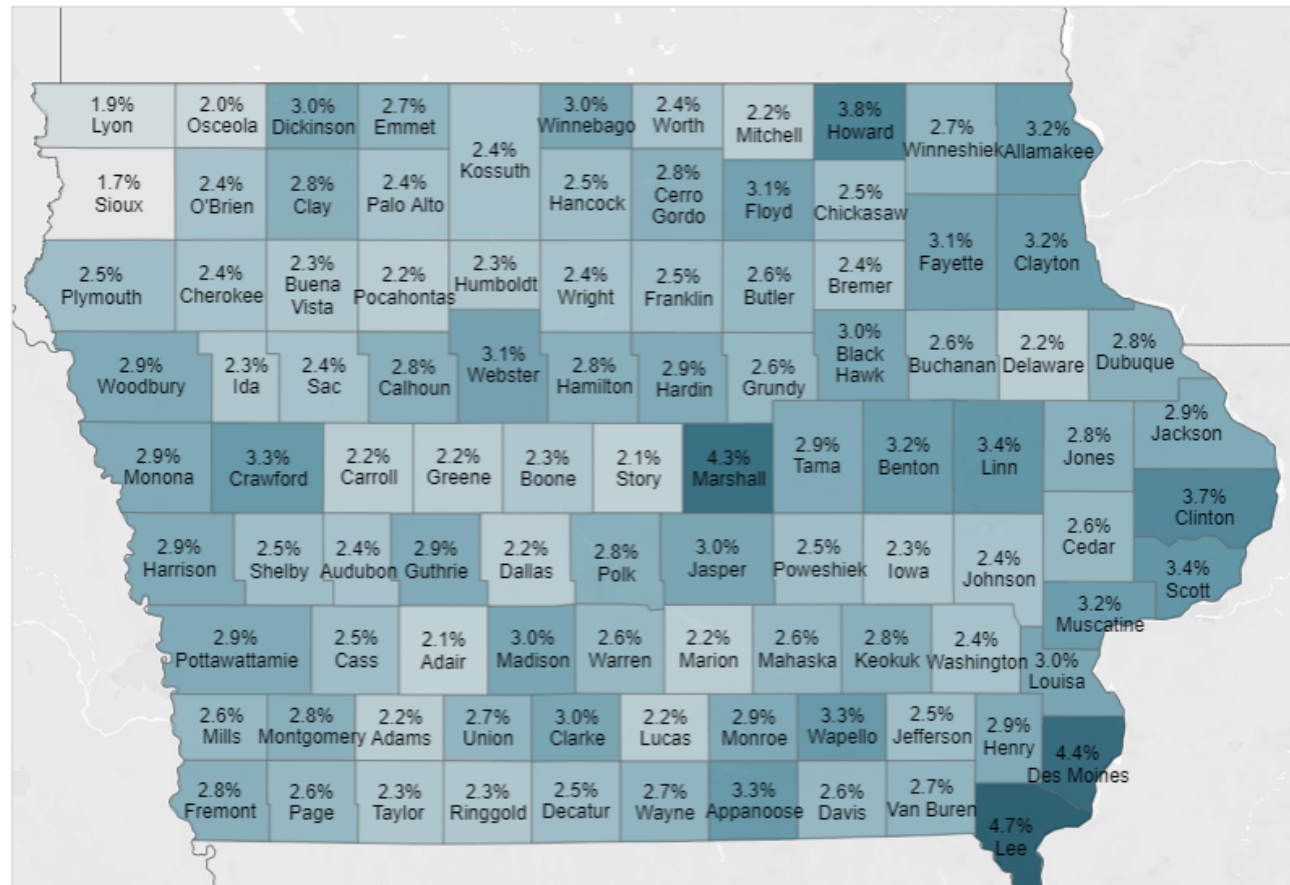 1.9%
Lyon
2.0%
Osceola
3.0%
Dickinson
2.7%
Emmet
2.4%
Kossuth
3.0%
Winnebago
2.4%
Worth
2.2%
Mitchell
3.8%
Howard
2.7%
Winneshiek
3.2%
Allamakee
1.7%
Sioux
2.4%
O'Brien
2.8%
Clay
2.4%
Palo Alto
2.5%
Hancock
2.8%
Cerro
Gordo
3.1%
Floyd
2.5%
Chickasaw
3.1%
Fayette
3.2%
Clayton
2.5%
Plymouth
2.4%
Cherokee
2.3%
Buena
Vista
2.2%
Pocahontas
2.3%
Humboldt
2.4%
Wright
2.5%
Franklin
2.6%
Butler
2.4%
Bremer
2.9%
Woodbury
2.3%
Ida
2.4%
Sac
2.8%
Calhoun
3.1%
Webster
2.8%
Hamilton
2.9%
Hardin
2.6%
Grundy
3.0%
Black
Hawk
2.6%
Buchanan
2.2%
Delaware
2.8%
Dubuque
2.9%
Monona
3.3%
Crawford
2.2%
Carroll
2.2%
Greene
2.3%
Boone
2.1%
Story
4.3%
Marshall
2.9%
Tama
3.2%
Benton
3.4%
Linn
2.8%
Jones
2.9%
Jackson
3.7%
Clinton
2.9%
Harrison
2.5%
Shelby
2.4%
Audubon
2.9%
Guthrie
2.2%
Dallas
2.8%
Polk
3.0%
Jasper
2.5%
Poweshiek
2.3%
Iowa
2.4%
Johnson
2.6%
Cedar
3.4%
Scott
3.2%
Muscatine
2.9%
Pottawattamie
2.5%
Cass
2.1%
Adair
3.0%
Madison
2.6%
Warren
2.2%
Marion
2.6%
Mahaska
2.8%
Keokuk
2.4%
Washington
3.0%
Louisa
2.6%
Mills
2.8%
Montgomery
2.2%
Adams
2.7%
Union
3.0%
Clarke
2.2%
Lucas
2.9%
Monroe
3.3%
Wapello
2.5%
Jefferson
2.9%
Henry
4.4%
Des Moines
2.8%
Fremont
2.6%
Page
2.3%
Taylor
2.3%
Ringgold
2.5%
Decatur
2.7%
Wayne
3.3%
Appanoose
2.6%
Davis
2.7%
Van Buren
4.7%
Lee